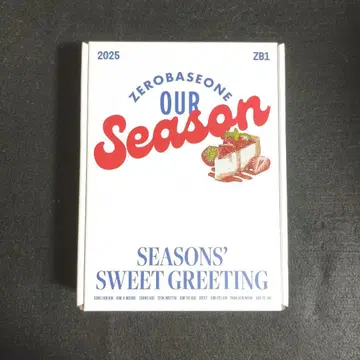 2025
ZB1
ZEROBASEONE
OUR
Season
SEASONS'
SWEET GREETING